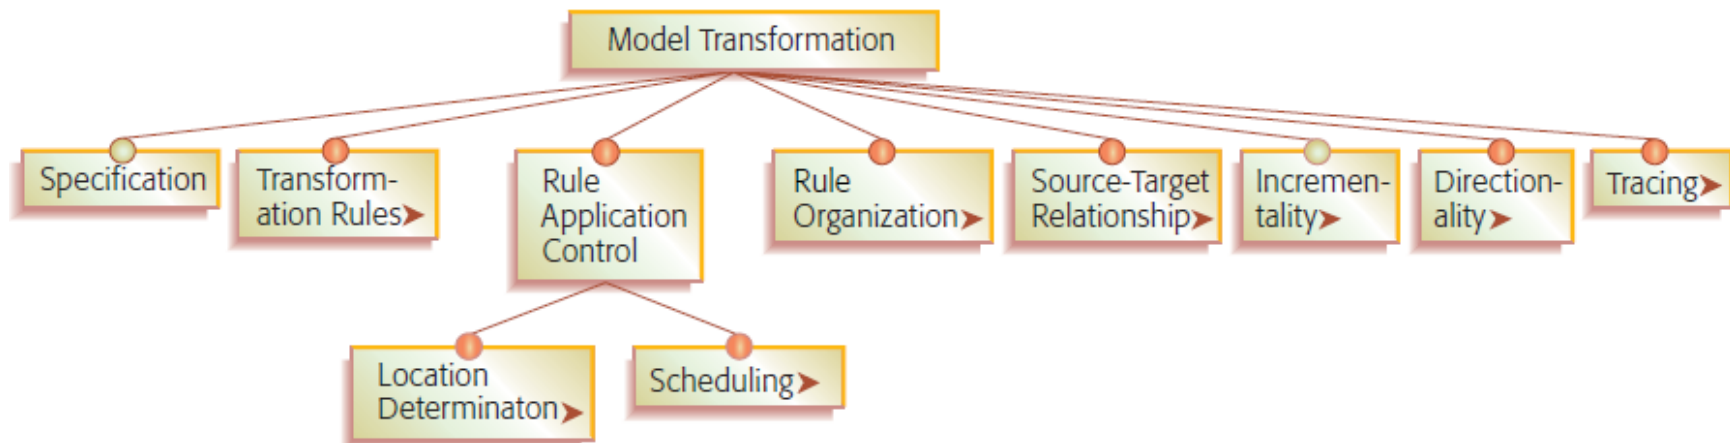 Model Transformation
Specification
Transform-
ation Rules
Rule
Application
Control
Rule
Organization
Source-Target
Relationship
Incremen-
tality
Direction-
ality
Tracing
Location
Determinaton
Scheduling